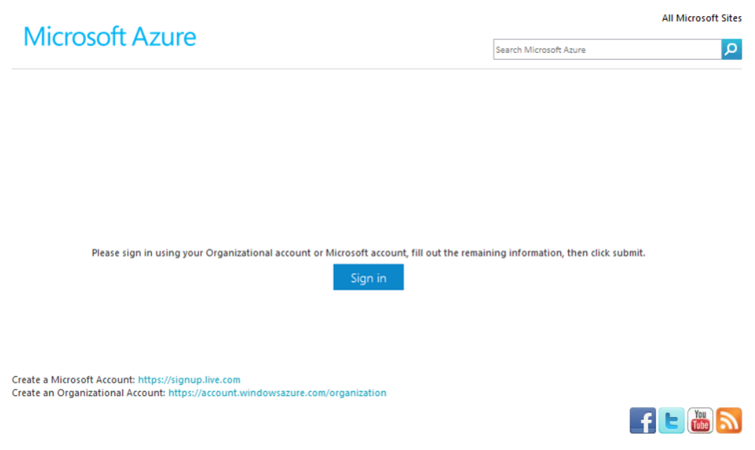 All Microsoft Sites
Microsoft Azure
Search Microsoft Azure
Please sign in using your Organizational account or Microsoft account, fill out the remaining information, then click submit.
Sign in
Create a Microsoft Account: https://signup.live.com
Create an Organizational Account: https://account.windowsazure.com/organization
f t You Tube